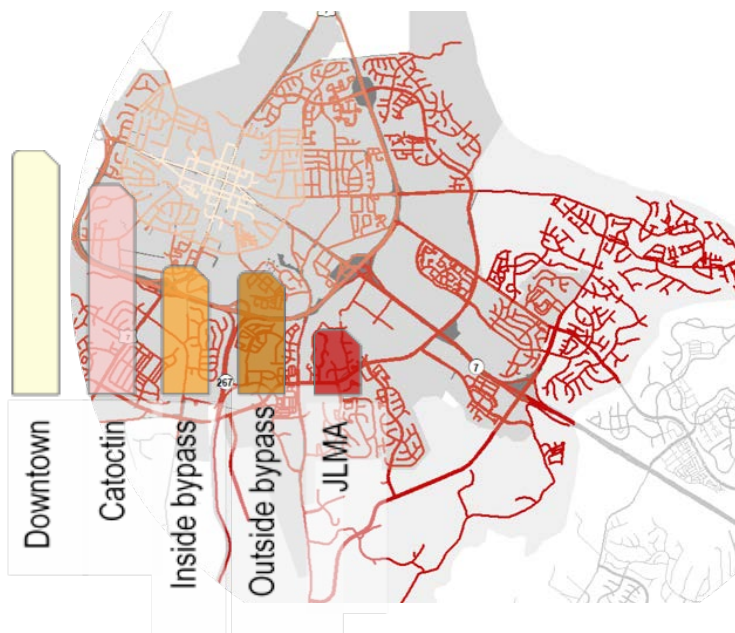 Downtown
Catoctin
Inside bypass
Outside bypass
JLMA
267
7